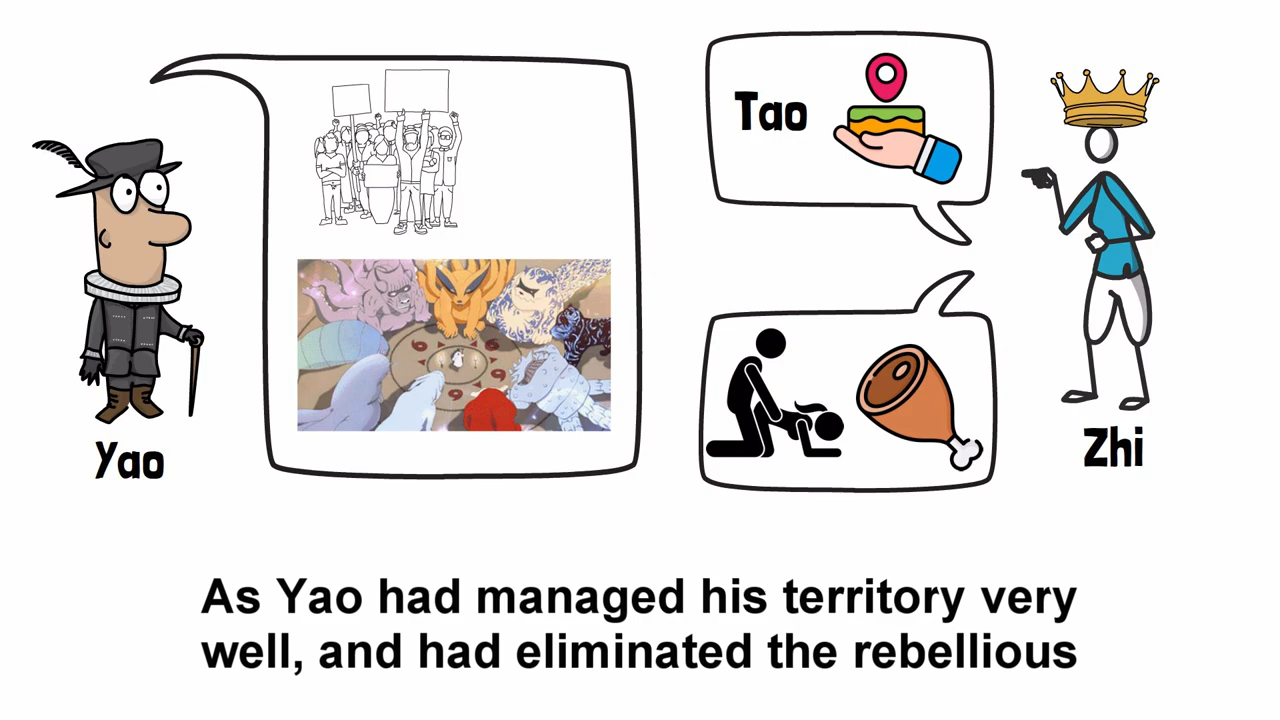 Tao
Yao
Zhi
As Yao had managed his territory very
well, and had eliminated the rebellious